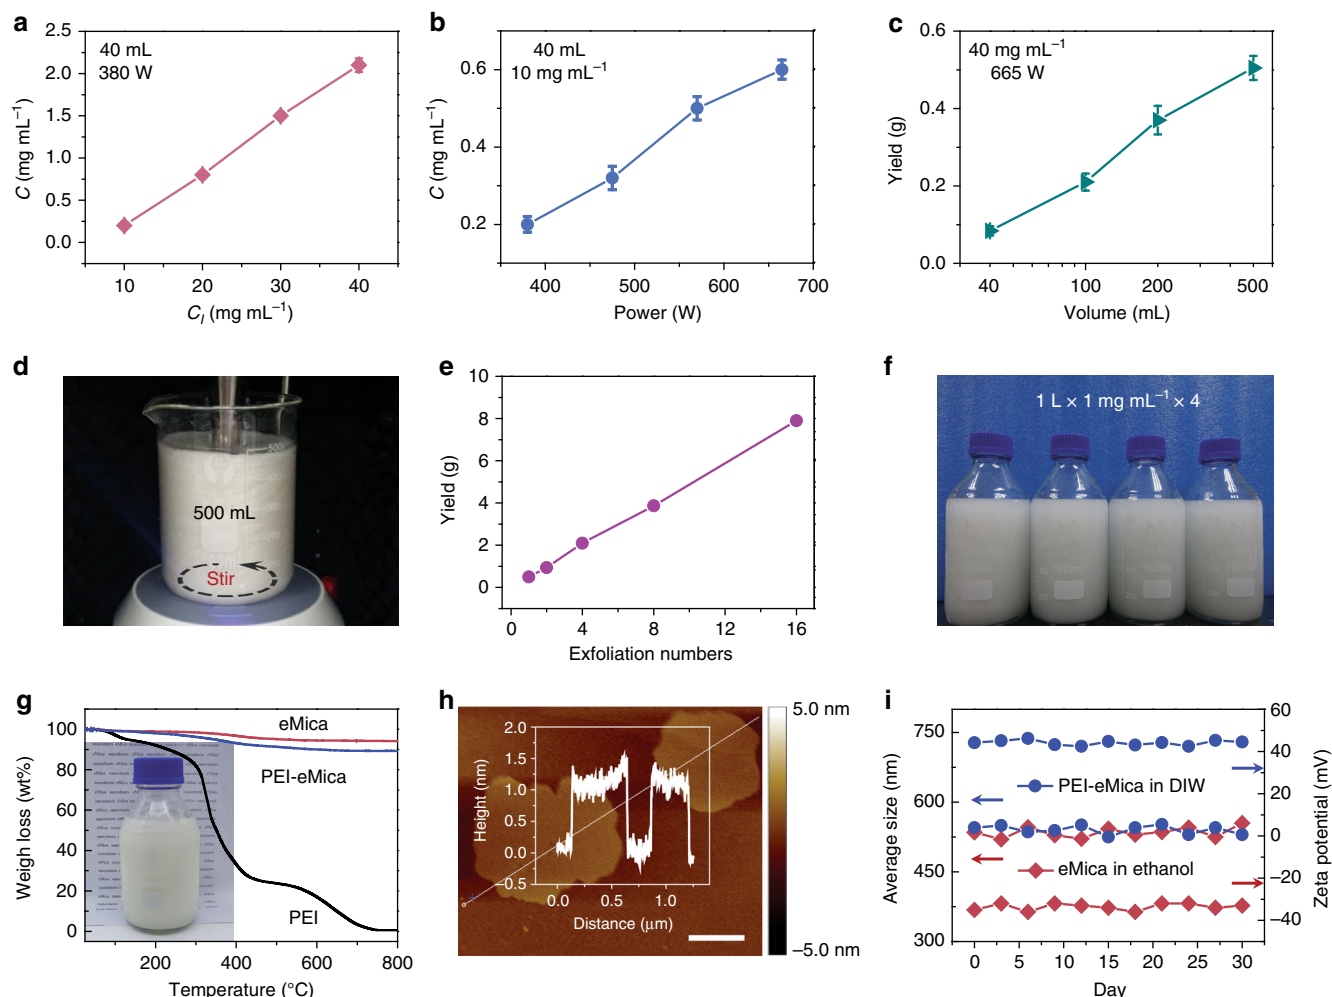 a
2.5
2.0
1.5
1.0
0.5
0.0
40 mL
380 W
C (mg mL⁻¹)
10 20 30 40
C_I (mg mL⁻¹)
b
0.6
0.4
0.2
40 mL
10 mg mL⁻¹
C (mg mL⁻¹)
400 500 600 700
Power (W)
c
0.6
0.4
0.2
0.0
40 mg mL⁻¹
665 W
Yield (g)
40 100 200 500
Volume (mL)
d
500 mL
Stir
e
10
8
6
4
2
0
Yield (g)
0 4 8 12 16
Exfoliation numbers
f
1 L × 1 mg mL⁻¹ × 4
g
100
80
60
40
20
0
Weigh loss (wt%)
eMica
PEI-eMica
PEI
200 400 600 800
Temperature (°C)
h
2.0
1.5
1.0
0.5
0.0
−0.5
Height (nm)
0.0 0.5 1.0
Distance (μm)
5.0 nm
−5.0 nm
i
750
600
450
300
Average size (nm)
PEI-eMica in DIW
eMica in ethanol
60
40
20
0
−20
−40
Zeta potential (mV)
0 5 10 15 20 25 30
Day